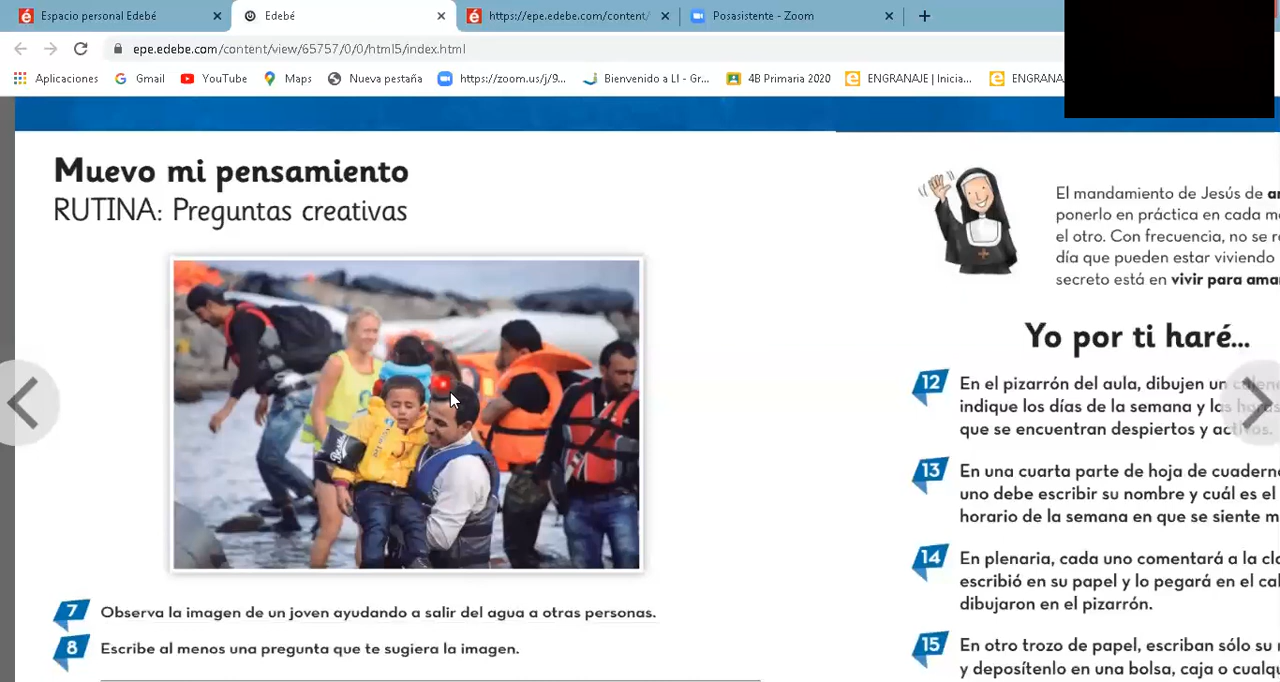 Espacio personal Edebé
Edebé
https://epe.edebe.com/content/
Posasistente - Zoom
epe.edebe.com/content/view/65757/0/0/html5/index.html
Aplicaciones
Gmail
YouTube
Maps
Nueva pestaña
https://zoom.us/j/9...
Bienvenido a LI - Gr...
4B Primaria 2020
ENGRANAJE | Inicia...
ENGRANA
Muevo mi pensamiento
RUTINA: Preguntas creativas
7 Observa la imagen de un joven ayudando a salir del agua a otras personas.
8 Escribe al menos una pregunta que te sugiera la imagen.
El mandamiento de Jesús de
ponerlo en práctica en cada
el otro. Con frecuencia, no se
día que pueden estar viviendo
secreto está en vivir para
Yo por ti haré...
12 En el pizarrón del aula, dibujen un
indique los días de la semana y las horas
que se encuentran despiertos y activos.
13 En una cuarta parte de hoja de
uno debe escribir su nombre y cuál es el
horario de la semana en que se siente
14 En plenaria, cada uno comentará a la
escribió en su papel y lo pegará en el
dibujaron en el pizarrón.
15 En otro trozo de papel, escriban sólo su
y deposítenlo en una bolsa, caja o